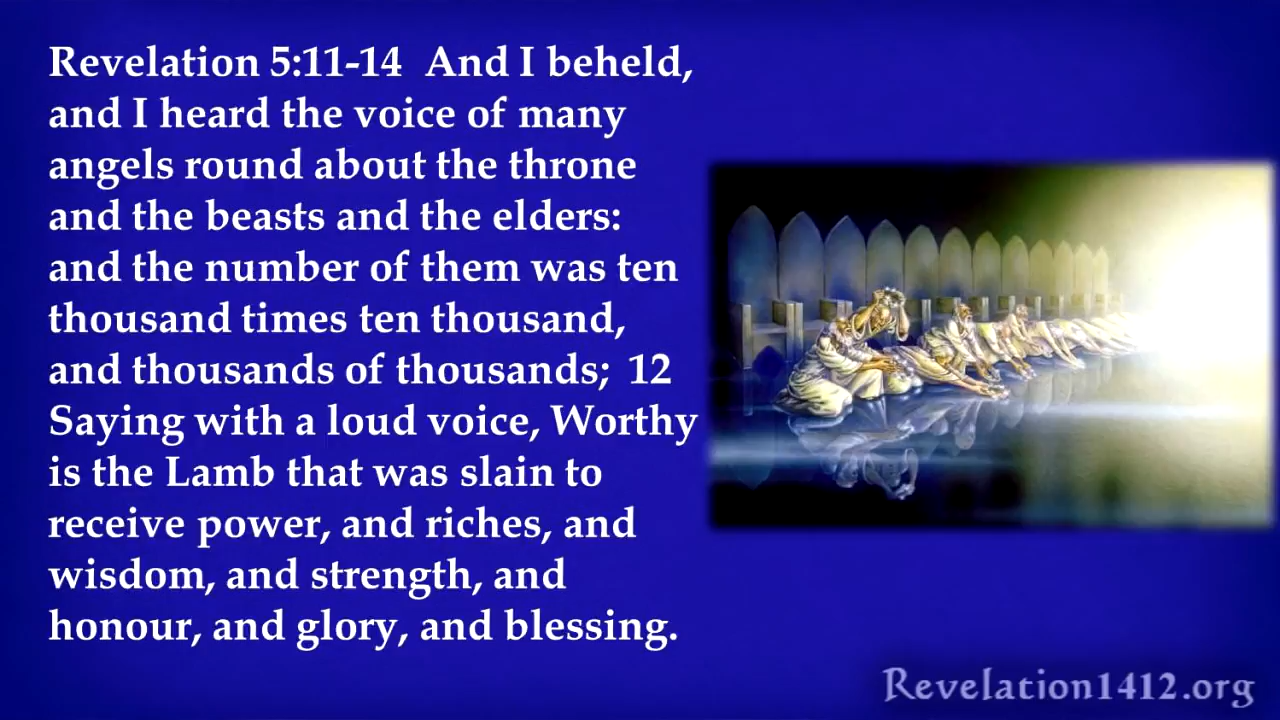 Revelation 5:11-14  And I beheld,
and I heard the voice of many
angels round about the throne
and the beasts and the elders:
and the number of them was ten
thousand times ten thousand,
and thousands of thousands;  12
Saying with a loud voice, Worthy
is the Lamb that was slain to
receive power, and riches, and
wisdom, and strength, and
honour, and glory, and blessing.
Revelation1412.org